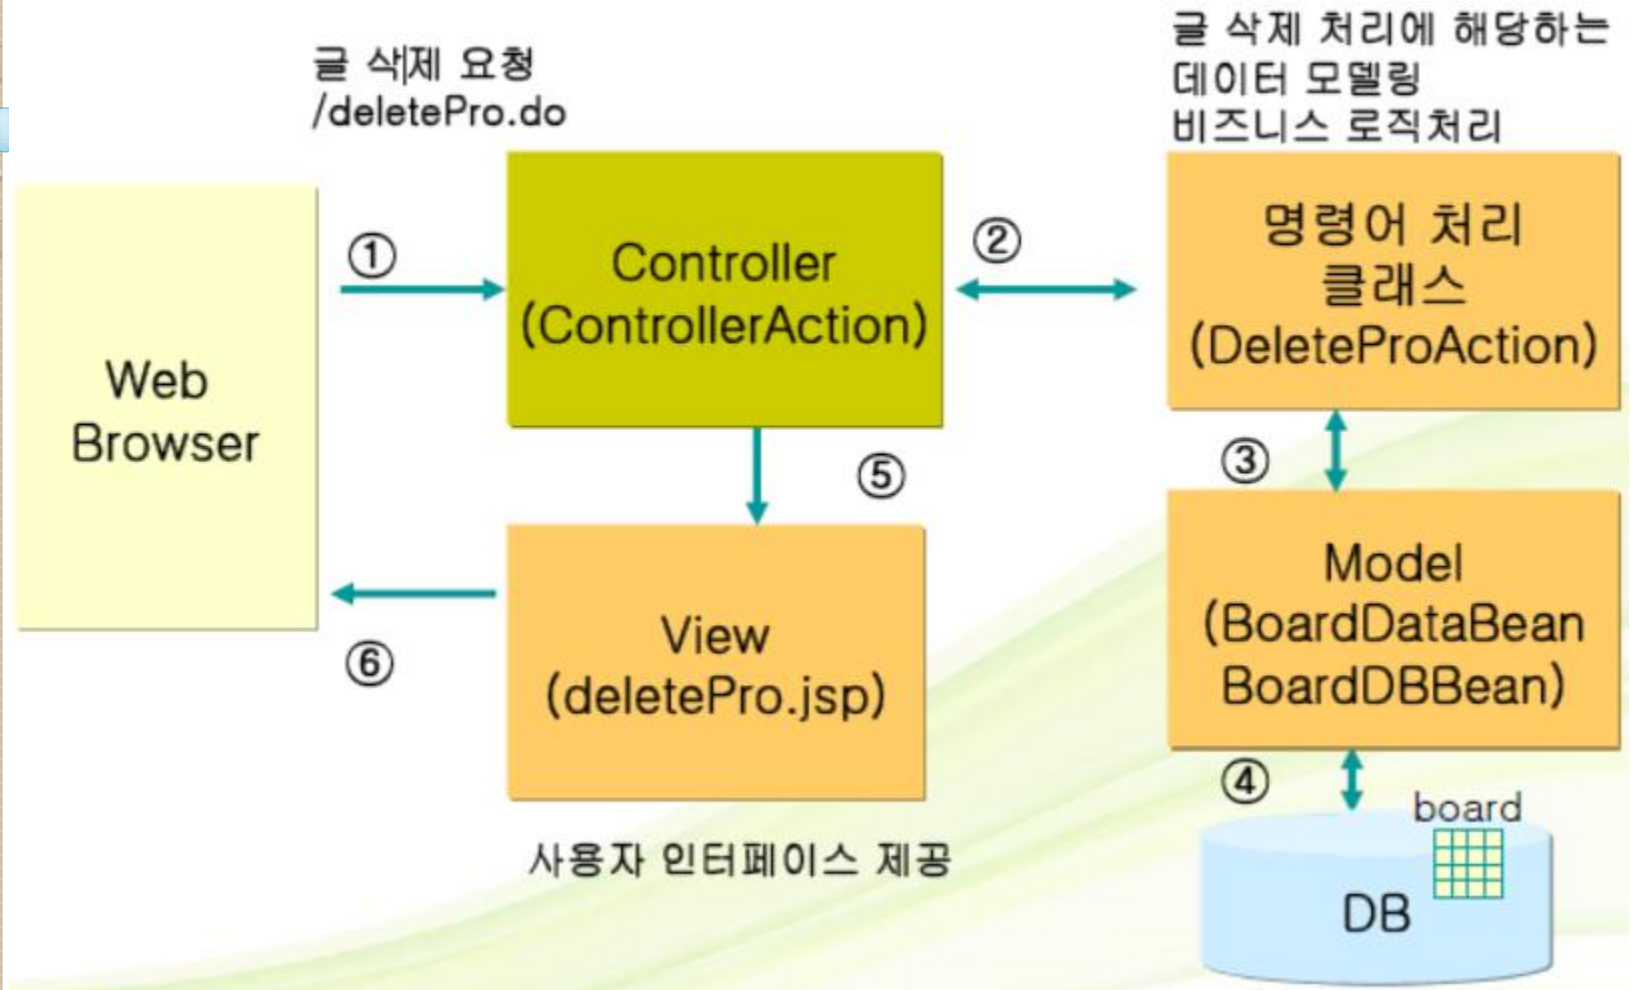 글 삭제 요청
/deletePro.do
글 삭제 처리에 해당하는
데이터 모델링
비즈니스 로직처리
Web
Browser
①
Controller
(ControllerAction)
②
명령어 처리
클래스
(DeleteProAction)
③
Model
(BoardDataBean
BoardDBBean)
④
board
DB
⑤
View
(deletePro.jsp)
⑥
사용자 인터페이스 제공